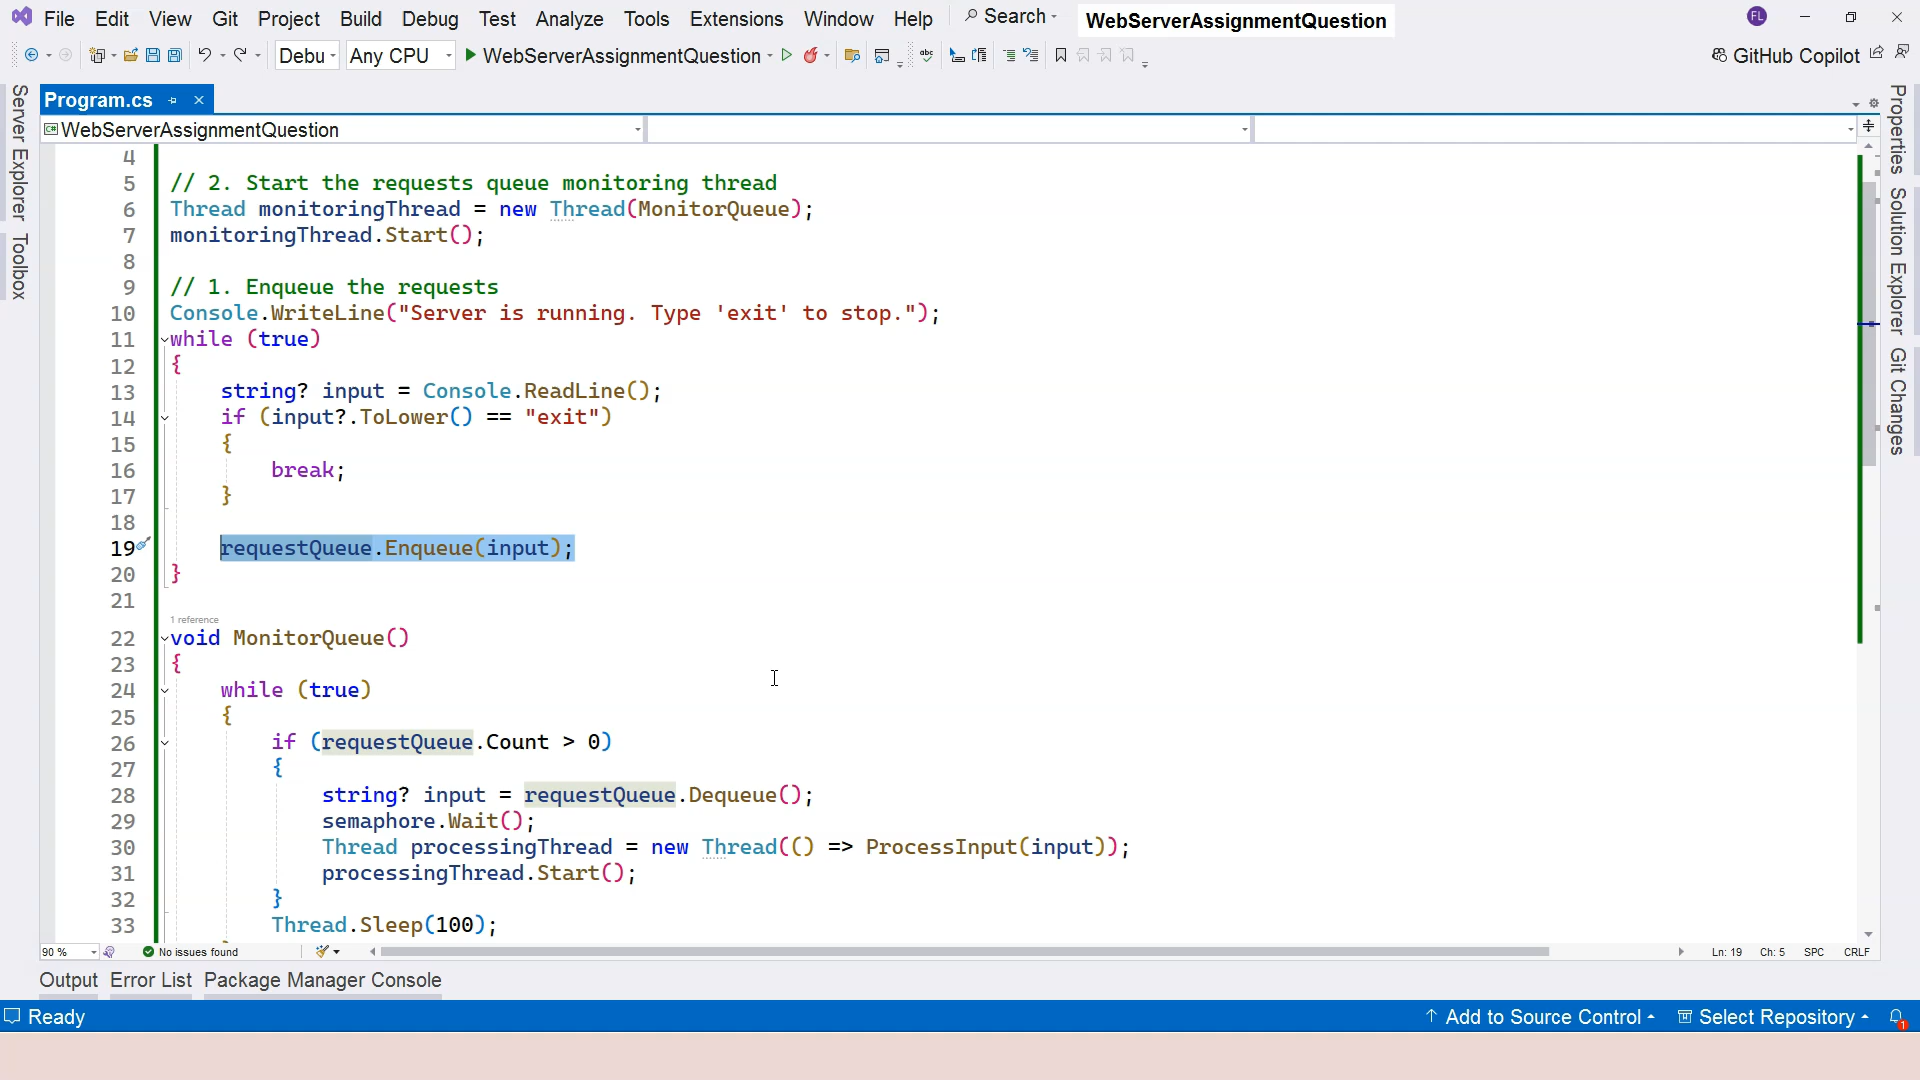 File Edit View Git Project Build Debug Test Analyze Tools Extensions Window Help Search WebServerAssignmentQuestion FL
Debu Any CPU WebServerAssignmentQuestion abc GitHub Copilot
Program.cs
C# WebServerAssignmentQuestion
4
5 // 2. Start the requests queue monitoring thread
6 Thread monitoringThread = new Thread(MonitorQueue);
7 monitoringThread.Start();
8
9 // 1. Enqueue the requests
10 Console.WriteLine("Server is running. Type 'exit' to stop.");
11 while (true)
12 {
13 string? input = Console.ReadLine();
14 if (input?.ToLower() == "exit")
15 {
16 break;
17 }
18
19 requestQueue.Enqueue(input);
20 }
21
1 reference
22 void MonitorQueue()
23 {
24 while (true)
25 {
26 if (requestQueue.Count > 0)
27 {
28 string? input = requestQueue.Dequeue();
29 semaphore.Wait();
30 Thread processingThread = new Thread(() => ProcessInput(input));
31 processingThread.Start();
32 }
33 Thread.Sleep(100);
90 % No issues found Ln: 19 Ch: 5 SPC CRLF
Output Error List Package Manager Console
Ready Add to Source Control Select Repository 1
Server Explorer
Toolbox
Properties
Solution Explorer
Git Changes